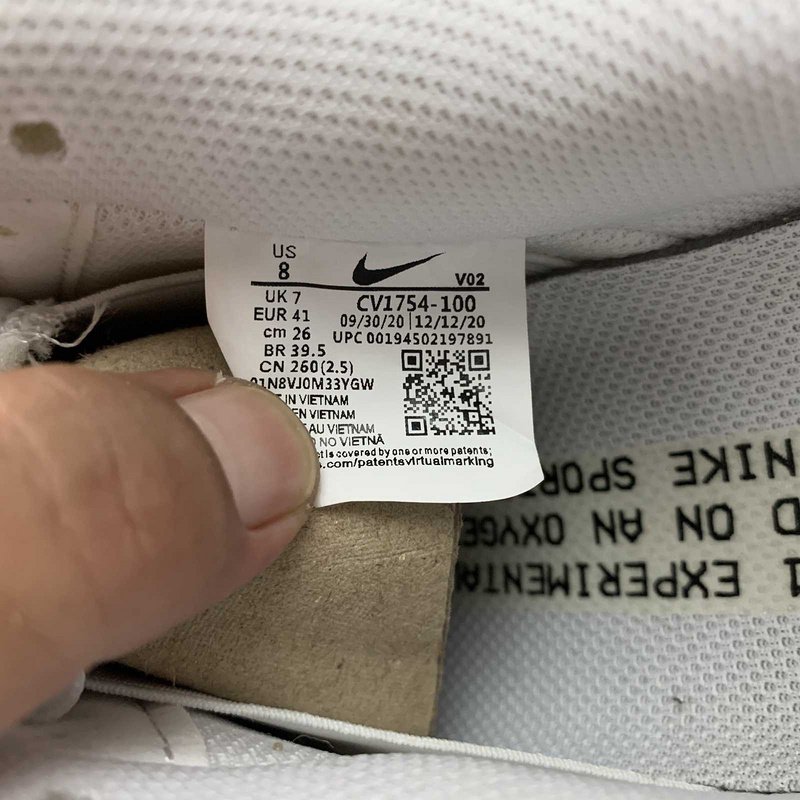 US
8
V02
UK 7
CV1754-100
EUR 41
09/30/20 | 12/12/20
cm 26
UPC 00194502197891
BR 39.5
CN 260(2.5)
01N8VJ0M33YGW
IN VIETNAM
EN VIETNAM
AU VIETNAM
NO VIETNÃ
is covered by one or more patents;
.com/patentsvirtualmarking
NIKE SPORT
D ON AN OXYGE
1 EXPERIMENTA